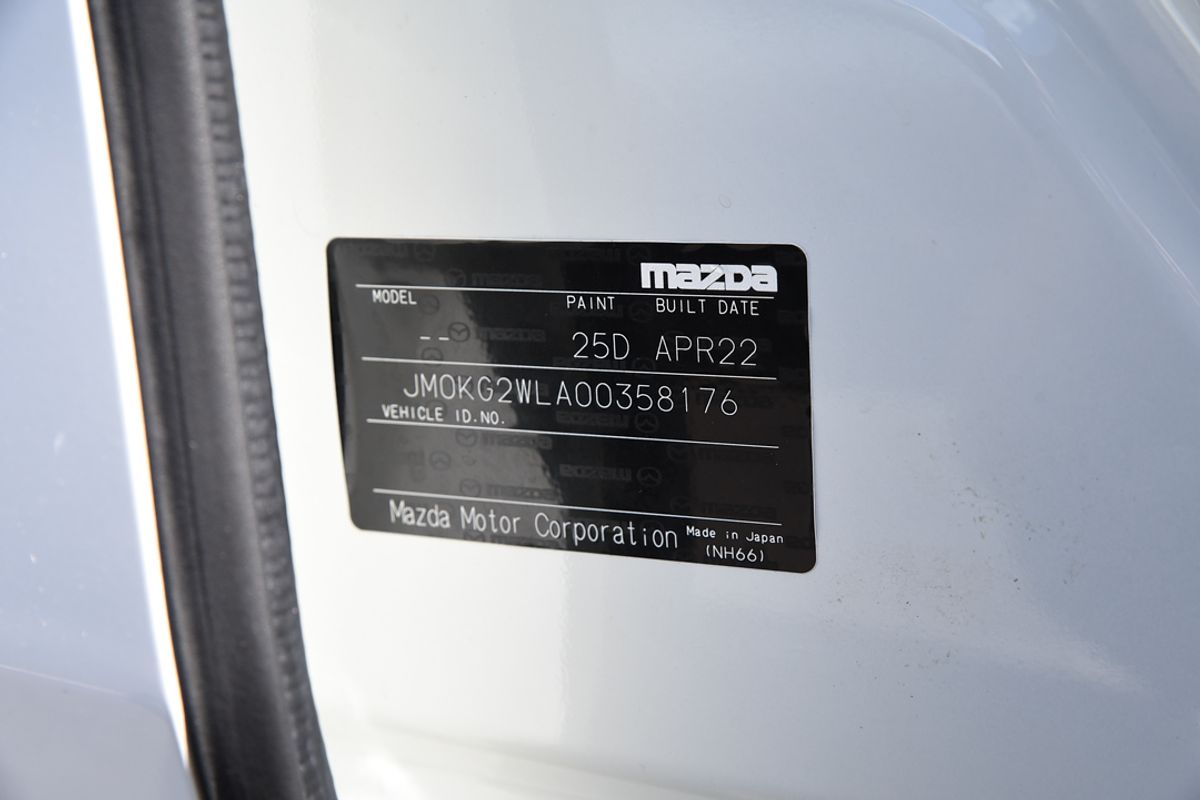 mazda
MODEL PAINT BUILT DATE
-- 25D APR22
JM0KG2WLA00358176
VEHICLE ID.NO.
Mazda Motor Corporation Made in Japan
(NH66)